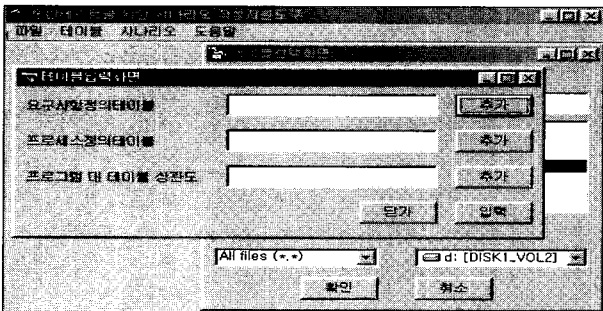 파일 테이블 시나리오 도움말
테이블입력화면
요구사항정의테이블
추가
프로세스정의테이블
추가
프로그램 대 테이블 상관도
추가
닫기 입력
All files (*.*)
d: [DISK1_VOL2]
확인 취소